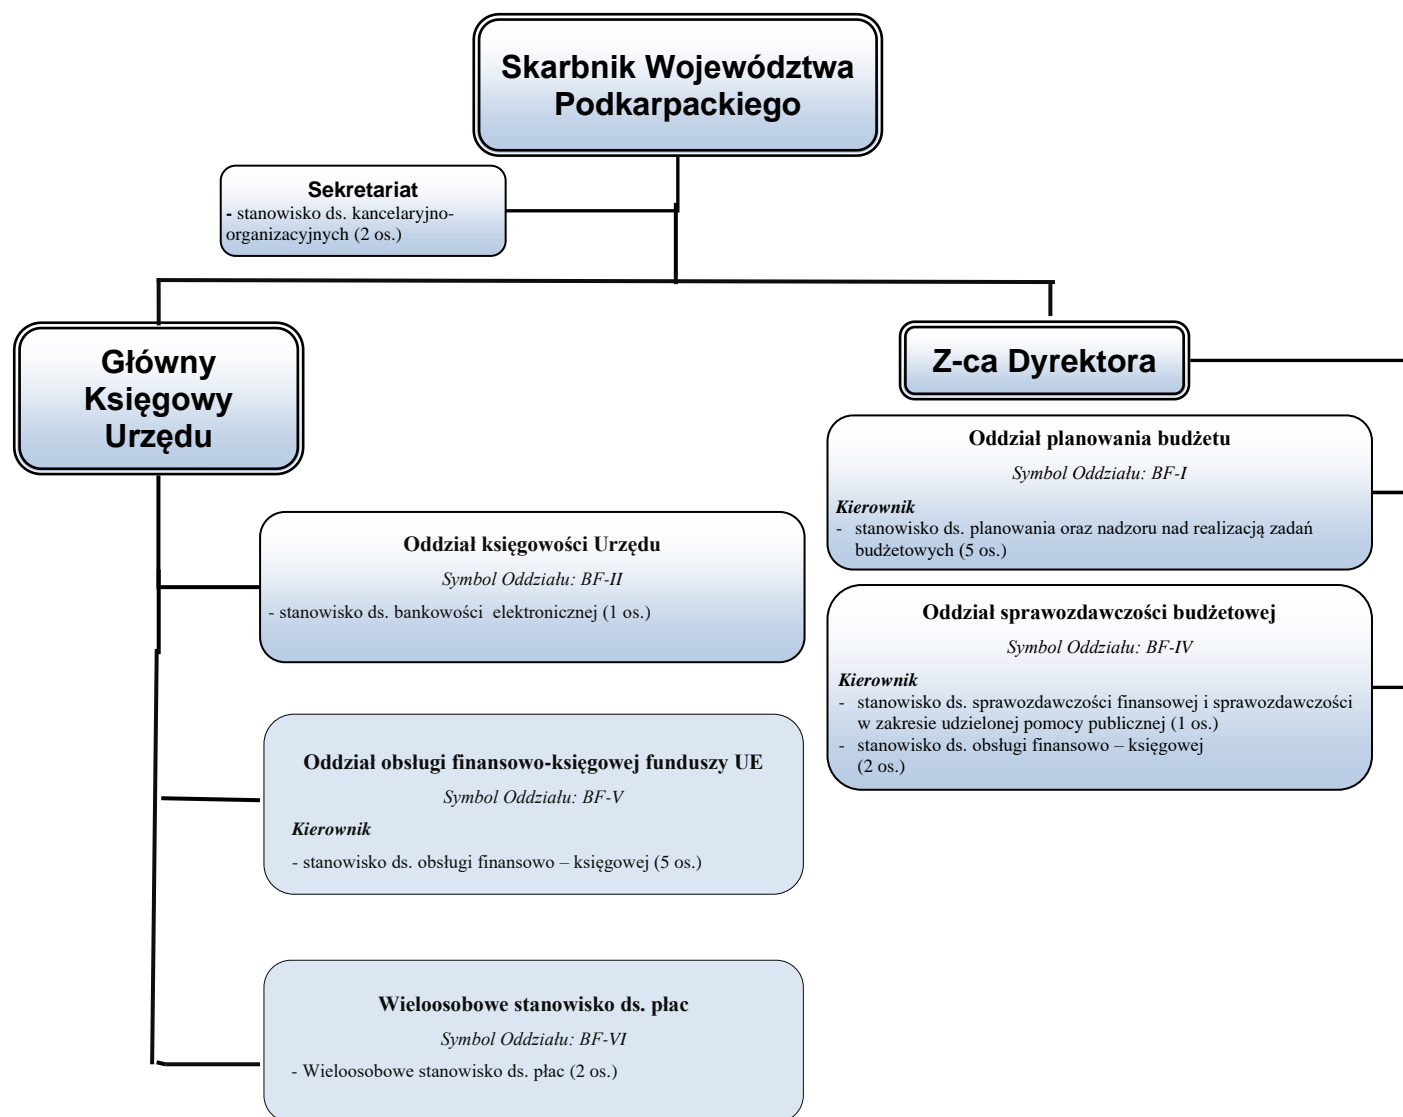 Skarbnik Województwa
Podkarpackiego
Sekretariat
- stanowisko ds. kancelaryjno-
organizacyjnych (2 os.)
Główny
Księgowy
Urzędu
Z-ca Dyrektora
Oddział planowania budżetu
Symbol Oddziału: BF-I
Kierownik
- stanowisko ds. planowania oraz nadzoru nad realizacją zadań
budżetowych (5 os.)
Oddział księgowości Urzędu
Symbol Oddziału: BF-II
- stanowisko ds. bankowości elektronicznej (1 os.)
Oddział sprawozdawczości budżetowej
Symbol Oddziału: BF-IV
Kierownik
- stanowisko ds. sprawozdawczości finansowej i sprawozdawczości
w zakresie udzielonej pomocy publicznej (1 os.)
- stanowisko ds. obsługi finansowo – księgowej
(2 os.)
Oddział obsługi finansowo-księgowej funduszy UE
Symbol Oddziału: BF-V
Kierownik
- stanowisko ds. obsługi finansowo – księgowej (5 os.)
Wieloosobowe stanowisko ds. płac
Symbol Oddziału: BF-VI
- Wieloosobowe stanowisko ds. płac (2 os.)